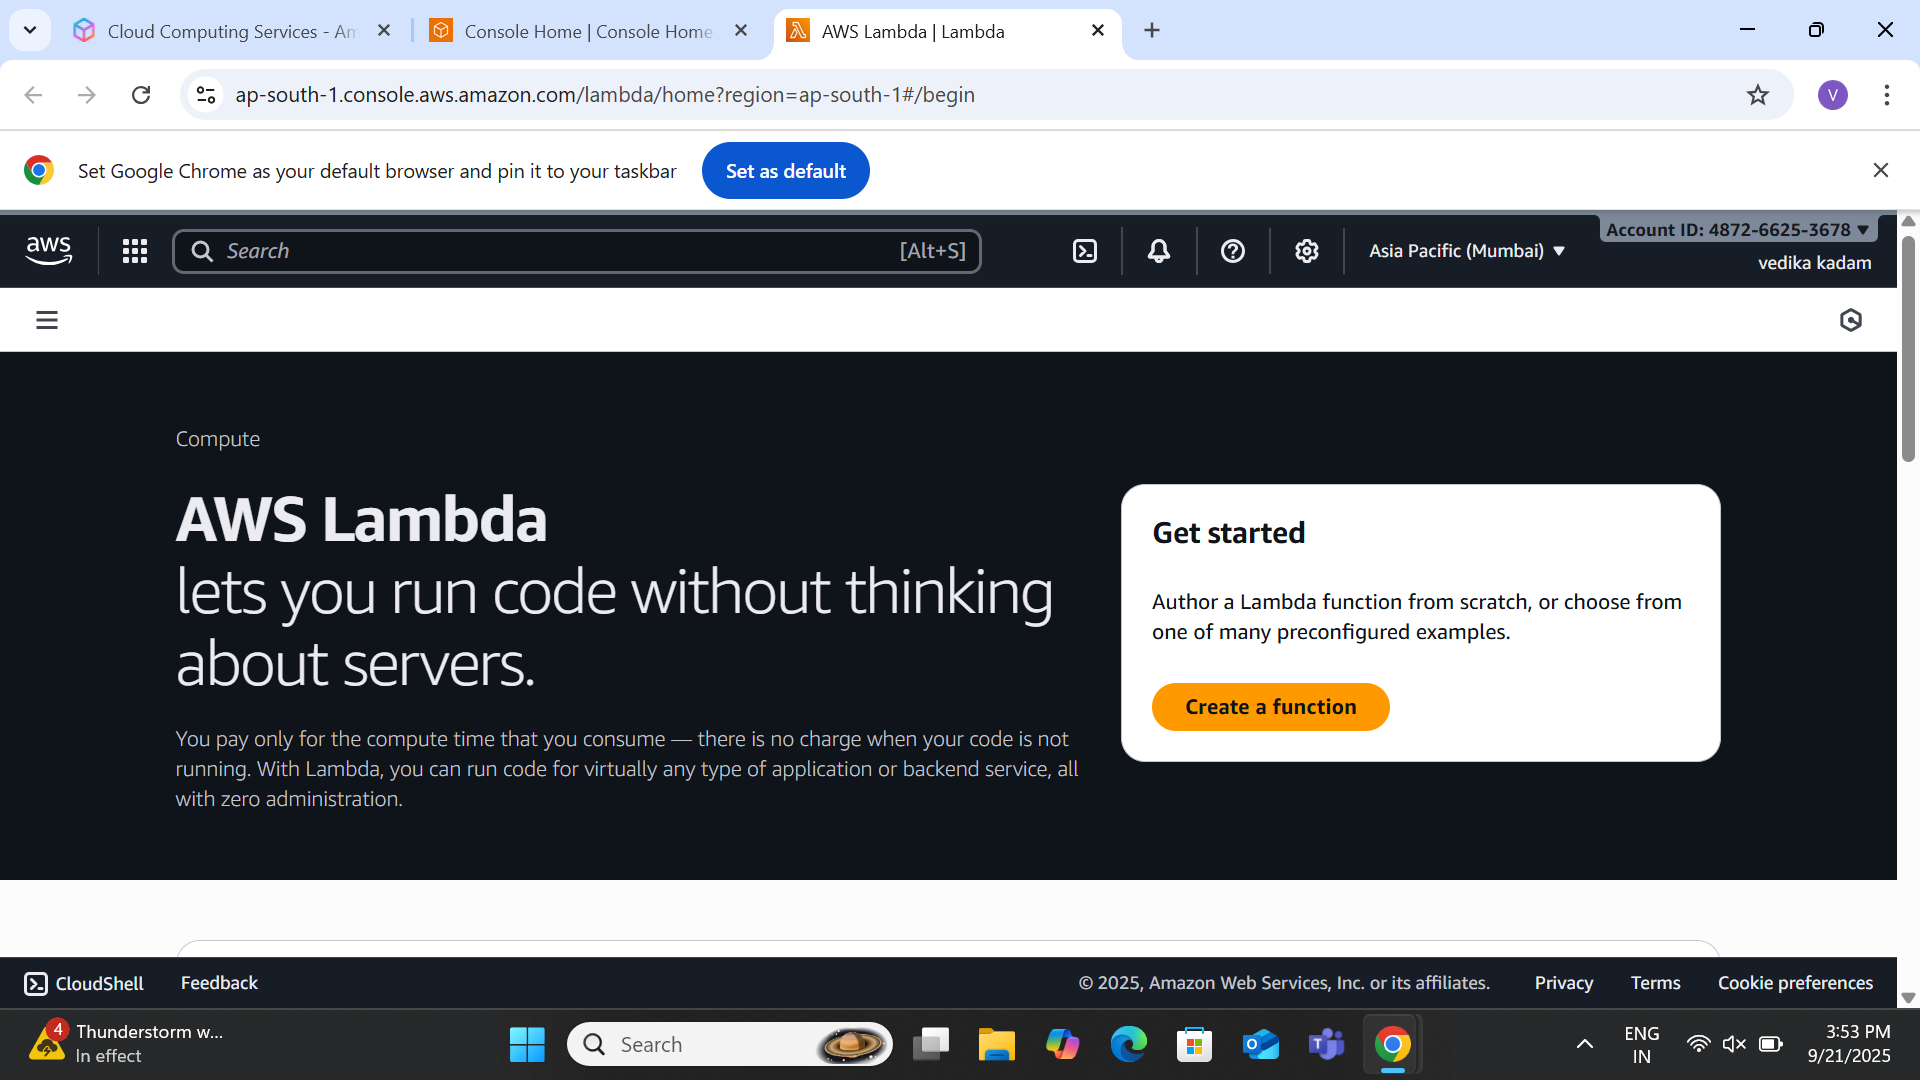 Cloud Computing Services - Am
Console Home | Console Home
AWS Lambda | Lambda
ap-south-1.console.aws.amazon.com/lambda/home?region=ap-south-1#/begin
V
Set Google Chrome as your default browser and pin it to your taskbar
Set as default
aws
Search
[Alt+S]
Asia Pacific (Mumbai) ▼
Account ID: 4872-6625-3678 ▼
vedika kadam
Compute
AWS Lambda
lets you run code without thinking
about servers.
You pay only for the compute time that you consume — there is no charge when your code is not
running. With Lambda, you can run code for virtually any type of application or backend service, all
with zero administration.
Get started
Author a Lambda function from scratch, or choose from
one of many preconfigured examples.
Create a function
CloudShell
Feedback
© 2025, Amazon Web Services, Inc. or its affiliates.
Privacy
Terms
Cookie preferences
4
Thunderstorm w...
In effect
Search
ENG
IN
3:53 PM
9/21/2025